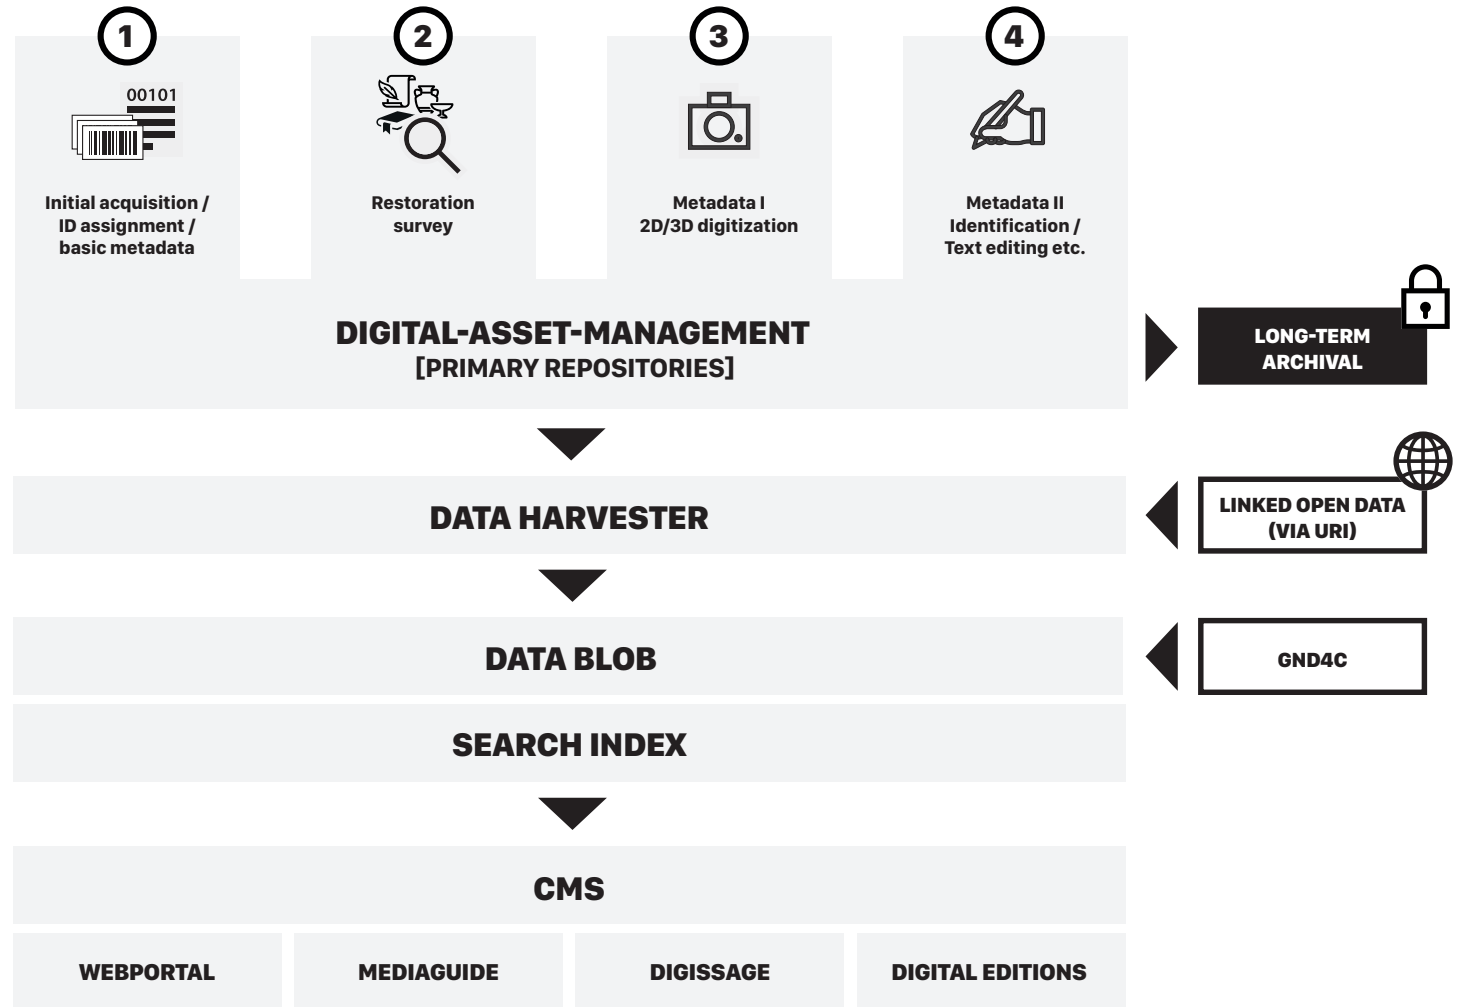 1
2
3
4
00101
Initial acquisition /
ID assignment /
basic metadata
Restoration
survey
Metadata I
2D/3D digitization
Metadata II
Identification /
Text editing etc.
DIGITAL-ASSET-MANAGEMENT
[PRIMARY REPOSITORIES]
LONG-TERM
ARCHIVAL
DATA HARVESTER
LINKED OPEN DATA
(VIA URI)
DATA BLOB
GND4C
SEARCH INDEX
CMS
WEBPORTAL
MEDIAGUIDE
DIGISSAGE
DIGITAL EDITIONS